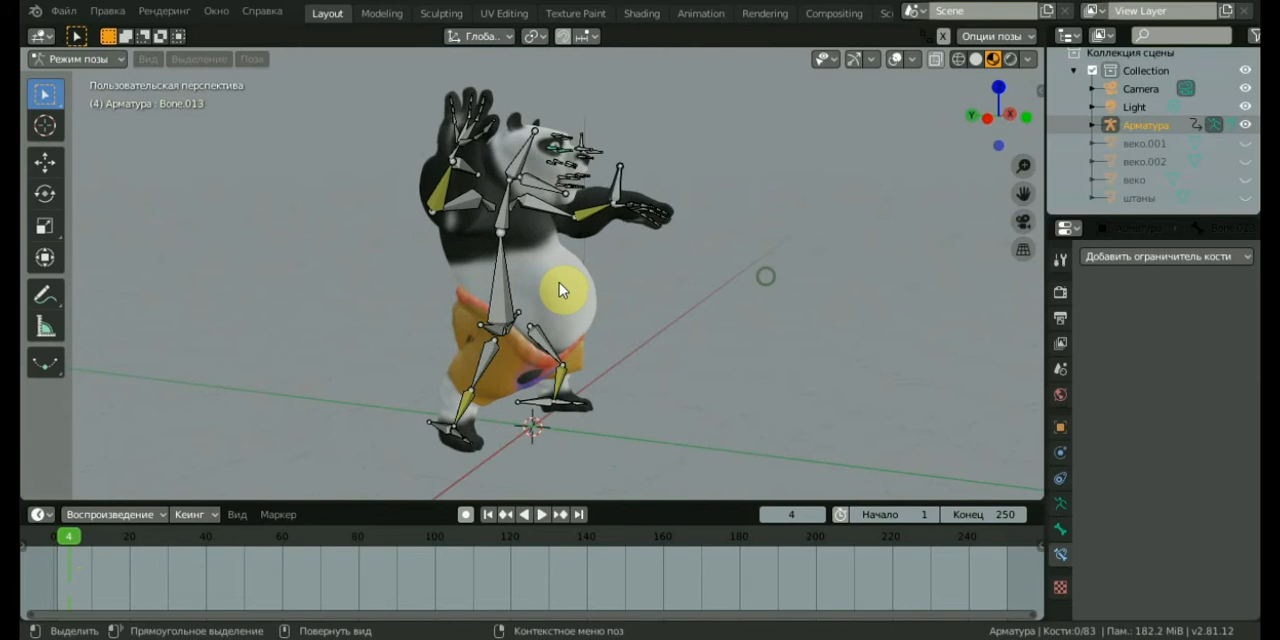 Файл Правка Рендеринг Окно Справка Layout Modeling Sculpting UV Editing Texture Paint Shading Animation Rendering Compositing Sc Scene View Layer
Глоба.. X Опции позы
Режим позы Вид Выделение Поза
Пользовательская перспектива
(4) Арматура : Bone.013
Z
Y X
Коллекция сцены
Collection
Camera
Light
Арматура
веко.001
веко.002
веко
штаны
Арматура Bone.013
Добавить ограничитель кости
Воспроизведение Кеинг Вид Маркер 4 Начало 1 Конец 250
0 4 20 40 60 80 100 120 140 160 180 200 220 240
Выделить Прямоугольное выделение Повернуть вид Контекстное меню поз Арматура | Кости:0/83 | Пам.: 182.2 MiB | v2.81.12